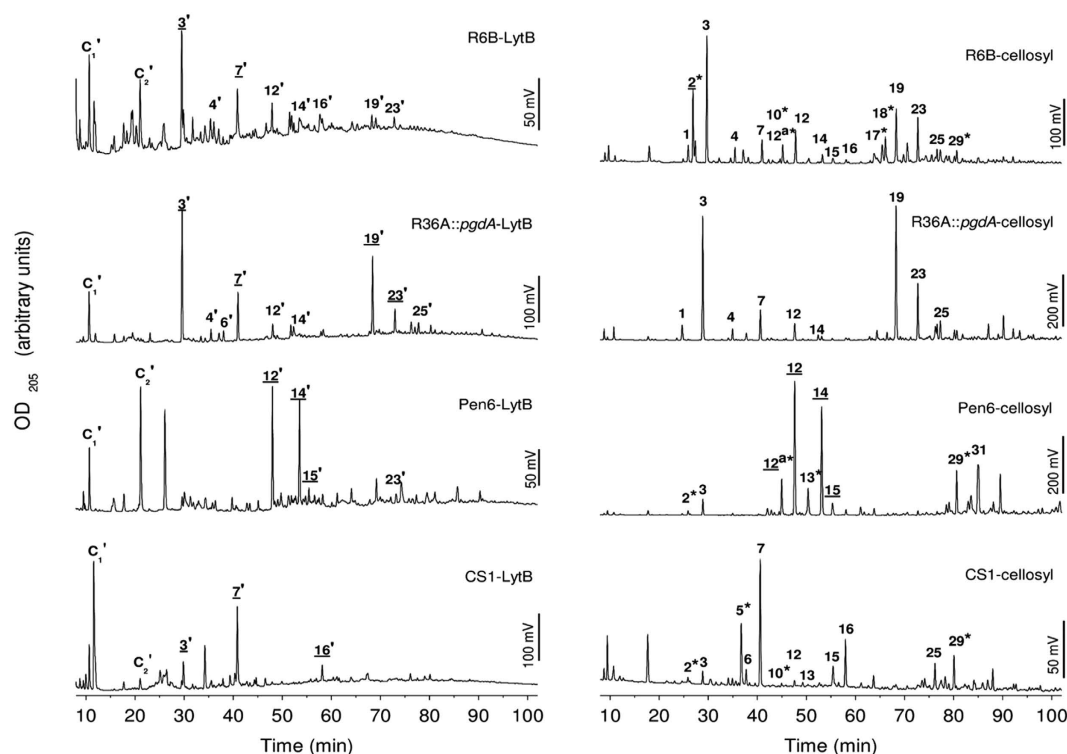 OD 205 (arbitrary units)
R6B-LytB
C1' C2' 3' 4' 7' 12' 14' 16' 19' 23'
50 mV
R36A::pgdA-LytB
C1' 3' 4' 6' 7' 12' 14' 19' 23' 25'
100 mV
Pen6-LytB
C1' C2' 12' 14' 15' 23'
50 mV
CS1-LytB
C1' C2' 3' 7' 16'
100 mV
10 20 30 40 50 60 70 80 90 100
Time (min)
R6B-cellosyl
1 2* 3 4 7 10* 12a* 12 14 15 16 17* 18* 19 23 25 29*
100 mV
R36A::pgdA-cellosyl
1 3 4 7 12 14 19 23 25
200 mV
Pen6-cellosyl
2* 3 12a* 12 13* 14 15 29* 31
200 mV
CS1-cellosyl
2* 3 5* 6 7 10* 12 13 15 16 25 29*
50 mV
10 20 30 40 50 60 70 80 90 100
Time (min)